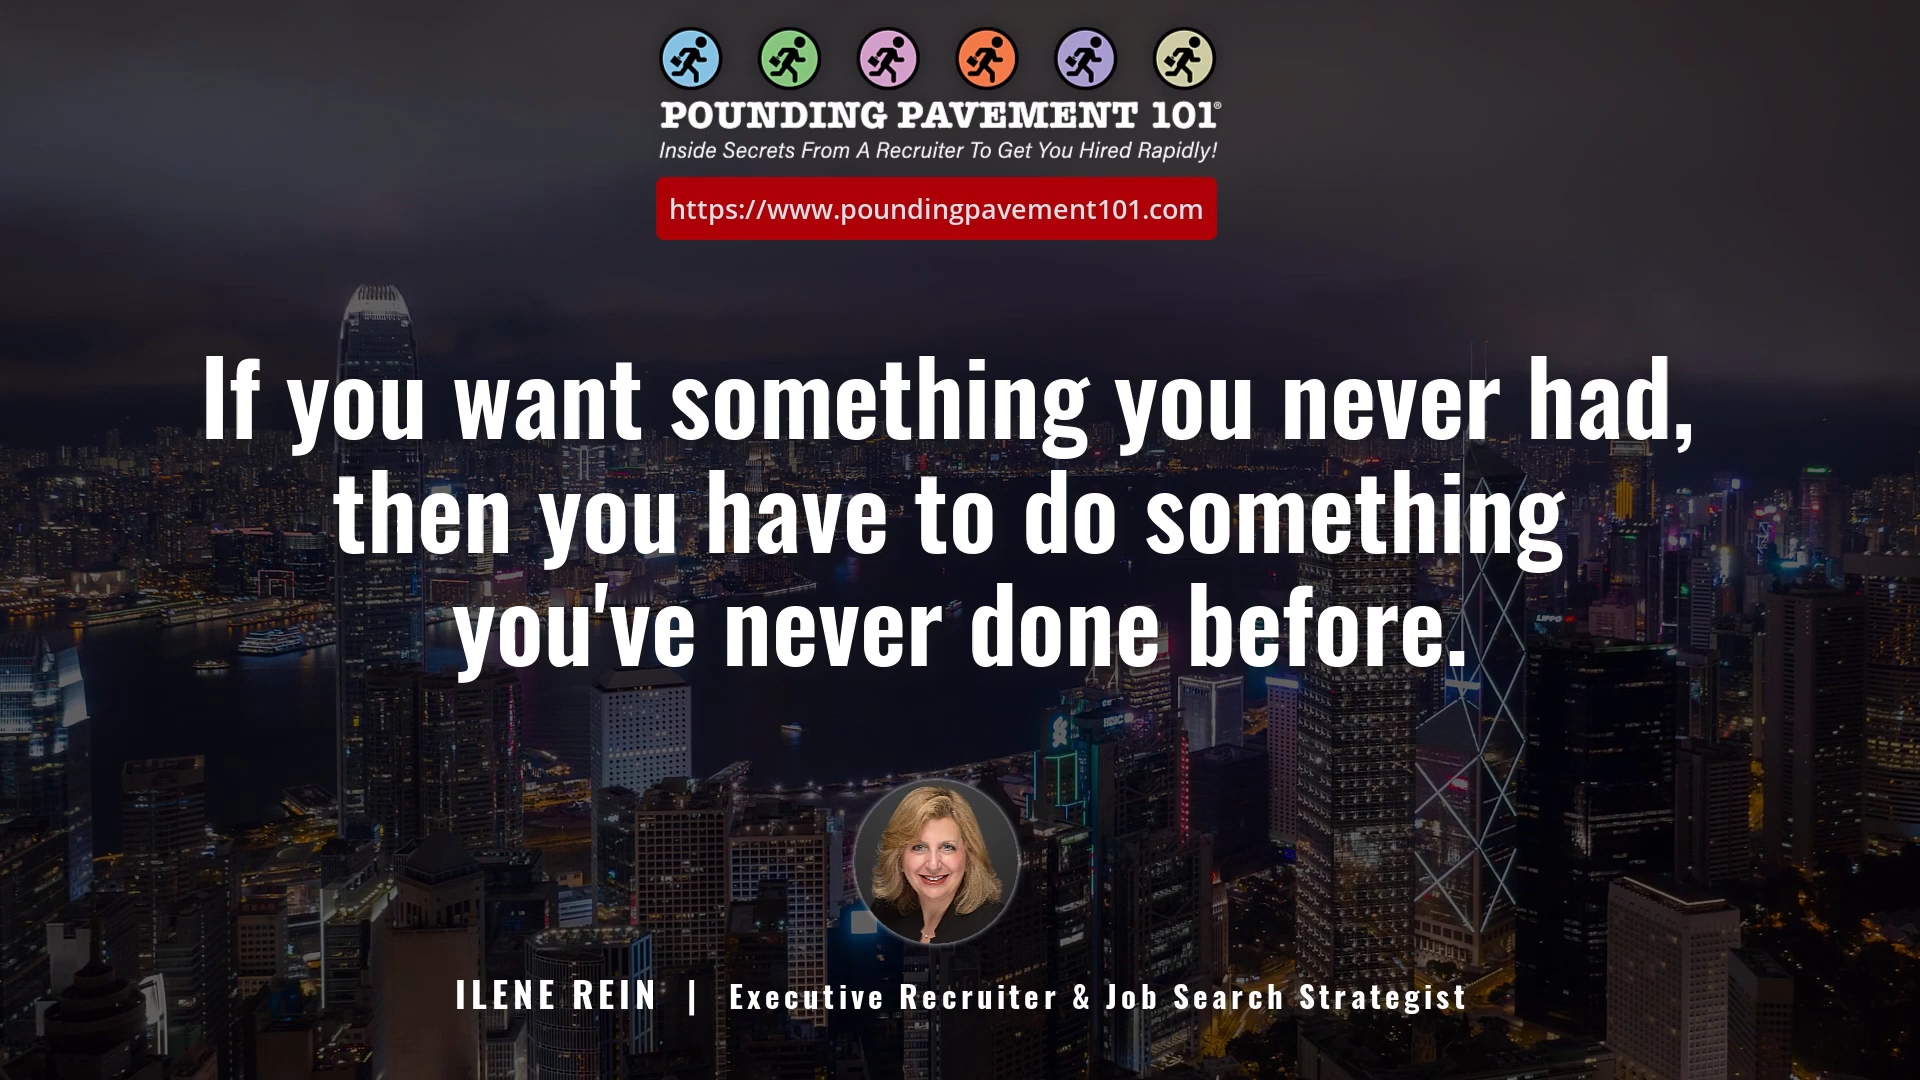 POUNDING PAVEMENT 101®
Inside Secrets From A Recruiter To Get You Hired Rapidly!
https://www.poundingpavement101.com
If you want something you never had,
then you have to do something
you've never done before.
LIPPO
HSBC
ILENE REIN | Executive Recruiter & Job Search Strategist